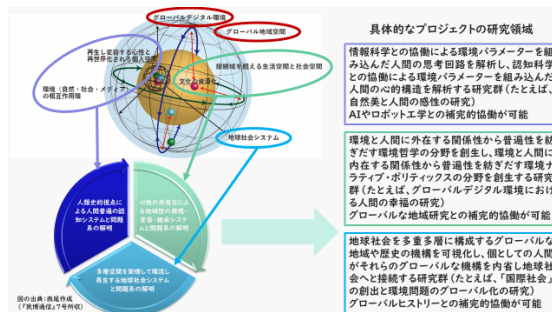 グローバルデジタル環境
グローバル地域空間
再生し変容する心性と
再世界化される個人空間
接続域を超える生活空間と社会空間
文化の資源化
環境（自然・社会・メディア）
の相互作用環
地球社会システム
人類史的視点に
よる人間普遍の認
知システムと問題
系の解明
心性の共有化によ
る地域性の発現・
変容・継承システ
ムと問題系の解明
多層空間を架橋して環流し
再生する地球社会システム
と問題系の解明
図の出典：西尾作成
（『民博通信』7号所収）
具体的なプロジェクトの研究領域
情報科学との協働による環境パラメーターを組
み込んだ人間の思考回路を解析し、認知科学
との協働による環境パラメーターを組み込んだ
人間の心的構造を解析する研究群（たとえば、
自然美と人間の感性の研究）
AIやロボット工学との補完的協働が可能
環境と人間に外在する関係性から普遍性を紡
ぎだす環境哲学の分野を創生し、環境と人間に
内在する関係性から普遍性を紡ぎだす環境ナ
ラティブ・ポリティックスの分野を創生する研究
群（たとえば、グローバルデジタル環境におけ
る人間の幸福の研究）
グローバルな地域研究との補完的協働が可能
地球社会を多重多層に構成するグローバルな
地域や歴史の機構を可視化し、個としての人間
がそれらのグローバルな機構を内省し地球社
会へと接続する研究群（たとえば、「国際社会」
の創出と環境問題のグローバル化の研究）
グローバルヒストリーとの補完的協働が可能